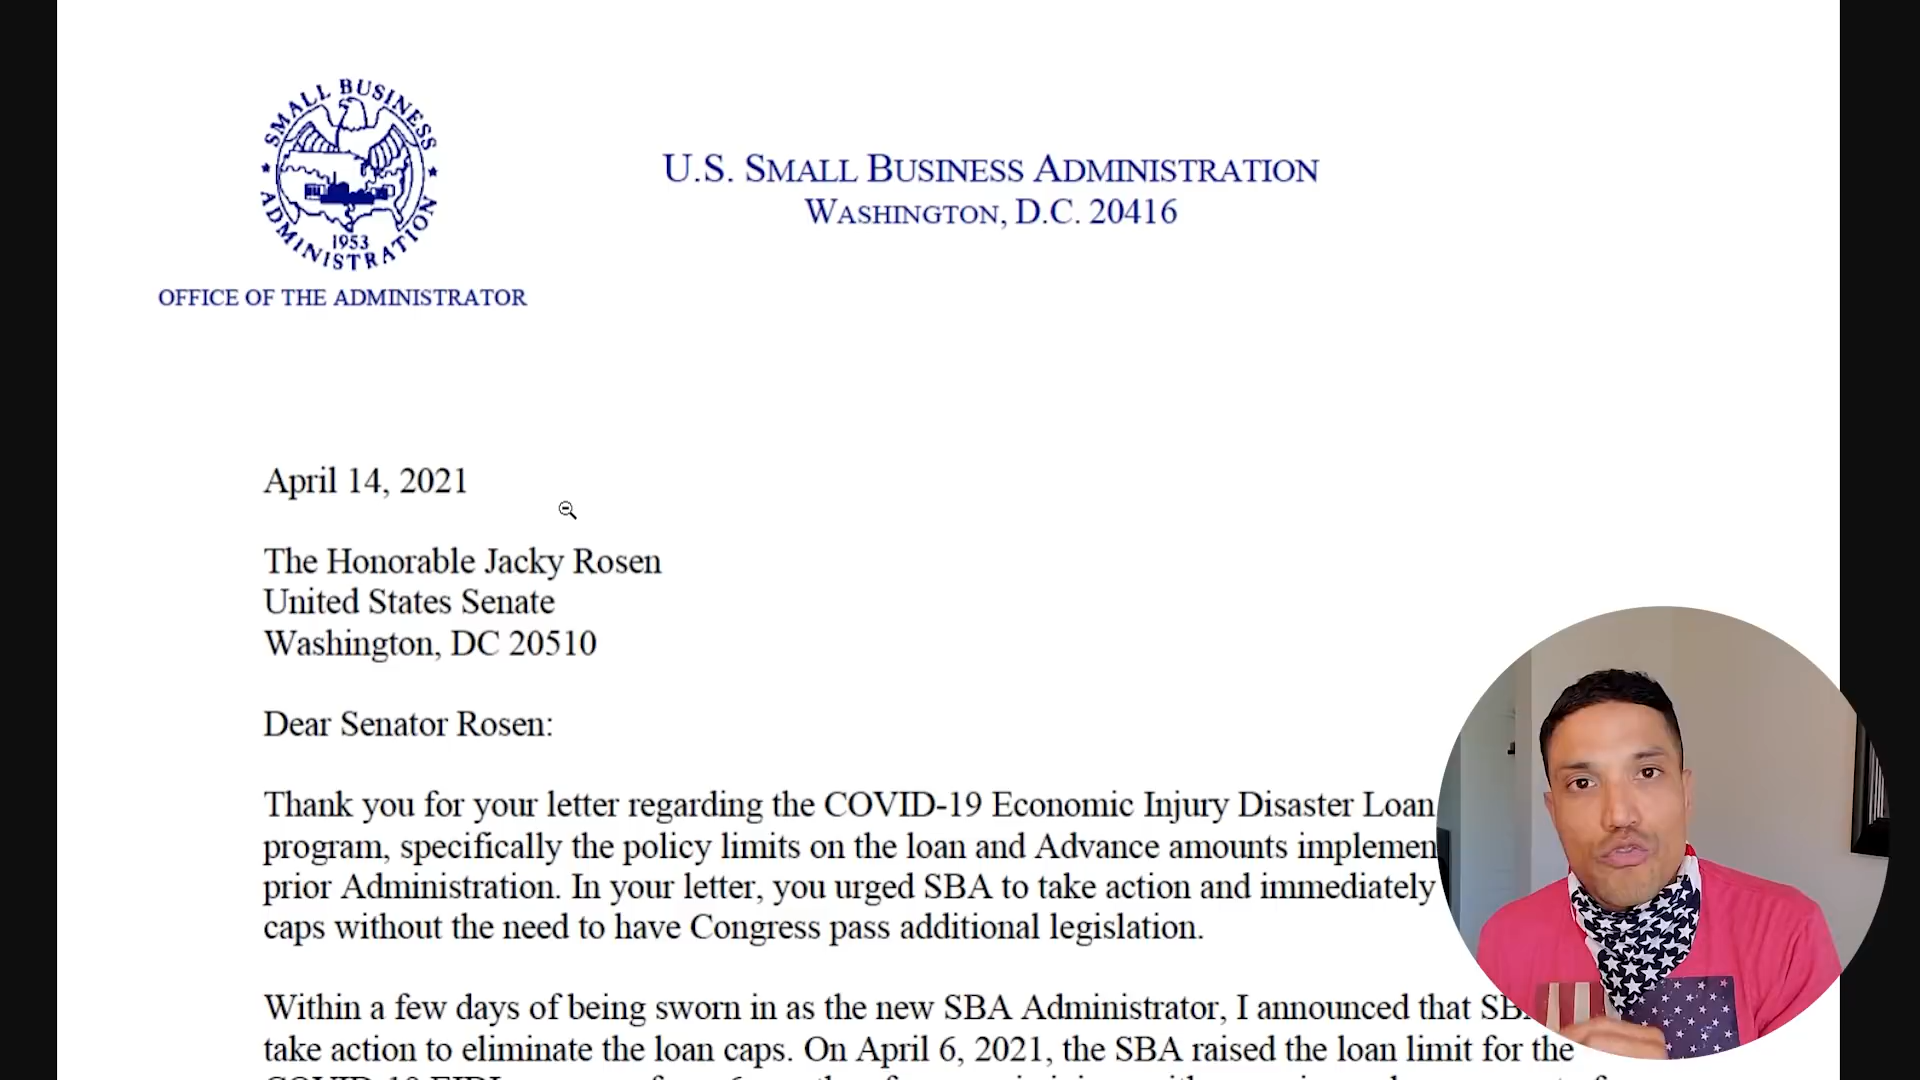 SMALL BUSINESS
ADMINISTRATION
1953
OFFICE OF THE ADMINISTRATOR
U.S. SMALL BUSINESS ADMINISTRATION
WASHINGTON, D.C. 20416
April 14, 2021
The Honorable Jacky Rosen
United States Senate
Washington, DC 20510
Dear Senator Rosen:
Thank you for your letter regarding the COVID-19 Economic Injury Disaster Loan
program, specifically the policy limits on the loan and Advance amounts implemen
prior Administration. In your letter, you urged SBA to take action and immediately
caps without the need to have Congress pass additional legislation.
Within a few days of being sworn in as the new SBA Administrator, I announced that SB
take action to eliminate the loan caps. On April 6, 2021, the SBA raised the loan limit for the